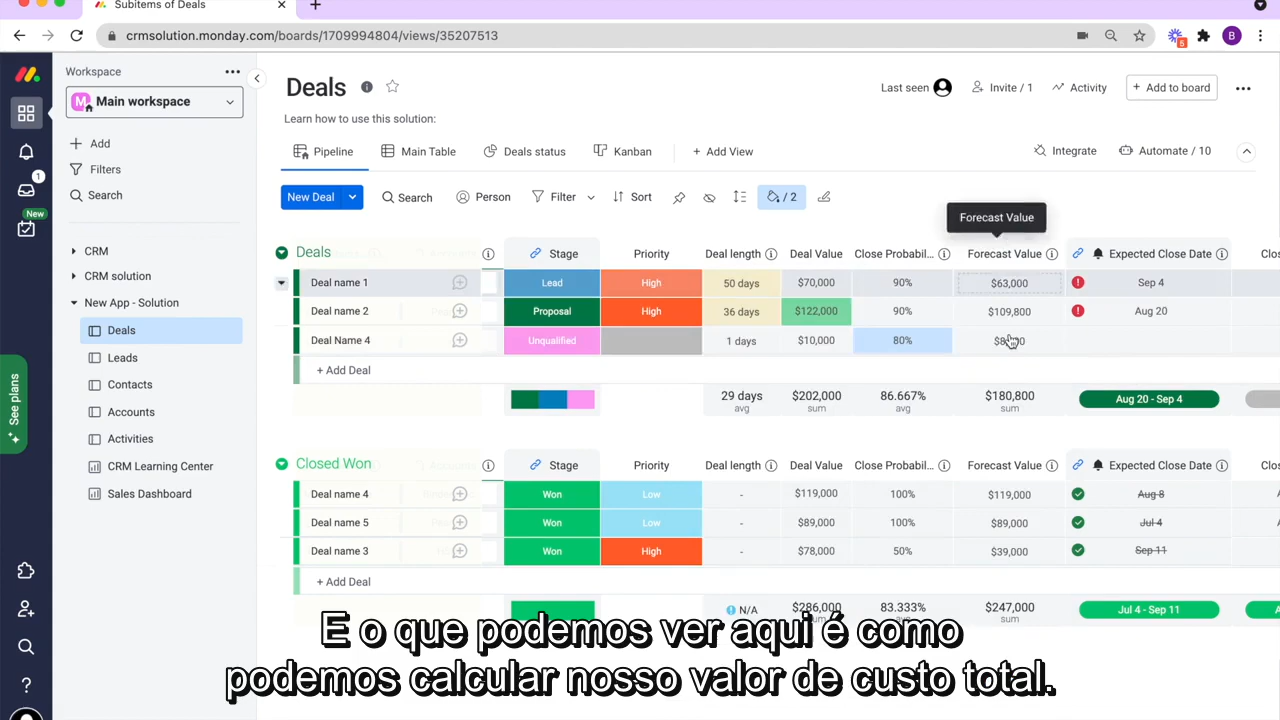 Subitems of Deals
crmsolution.monday.com/boards/1709994804/views/35207513
5
B
Workspace
M Main workspace
Add
Filters
Search
CRM
CRM solution
New App - Solution
Deals
Leads
Contacts
Accounts
Activities
CRM Learning Center
Sales Dashboard
1
New
See plans
Deals
Last seen
Invite / 1
Activity
+ Add to board
Learn how to use this solution:
Pipeline
Main Table
Deals status
Kanban
+ Add View
Integrate
Automate / 10
New Deal
Search
Person
Filter
Sort
/ 2
Forecast Value
Deals Stage Priority Deal length Deal Value Close Probabil... Forecast Value Expected Close Date Clos
Deal name 1 Lead High 50 days $70,000 90% $63,000 Sep 4
Deal name 2 Proposal High 36 days $122,000 90% $109,800 Aug 20
Deal Name 4 Unqualified 1 days $10,000 80%
+ Add Deal
29 days $202,000 86.667% $180,800 Aug 20 - Sep 4
avg sum avg sum
Closed Won Stage Priority Deal length Deal Value Close Probabil... Forecast Value Expected Close Date Clos
Deal name 4 Won Low - $119,000 100% $119,000 Aug 8
Deal name 5 Won Low - $89,000 100% $89,000 Jul 4
Deal name 3 Won High - $78,000 50% $39,000 Sep 11
+ Add Deal
N/A $286,000 83.333% $247,000 Jul 4 - Sep 11
sum avg sum
E o que podemos ver aqui é como
podemos calcular nosso valor de custo total.